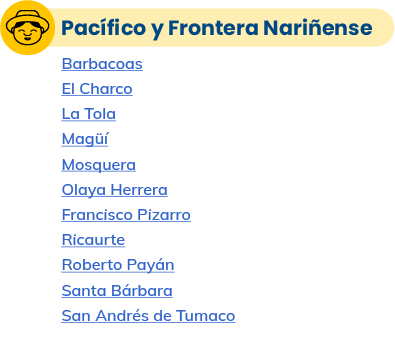 Pacífico y Frontera Nariñense
Barbacoas
El Charco
La Tola
Magüí
Mosquera
Olaya Herrera
Francisco Pizarro
Ricaurte
Roberto Payán
Santa Bárbara
San Andrés de Tumaco